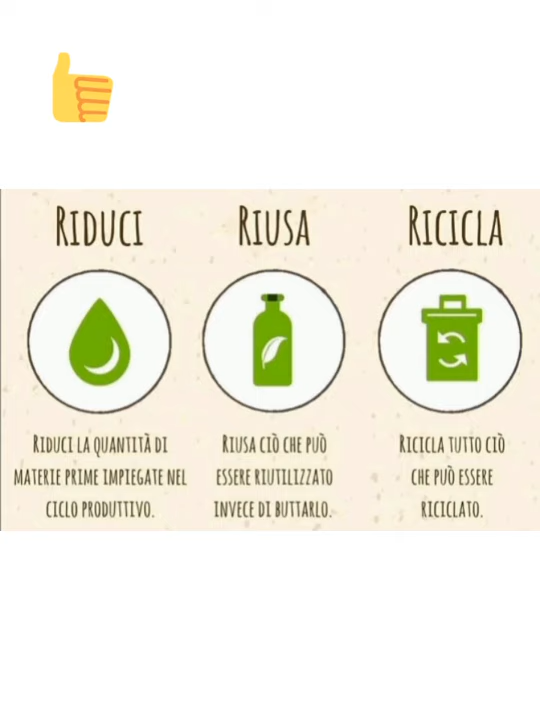 RIDUCI
RIUSA
RICICLA
RIDUCI LA QUANTITÀ DI
MATERIE PRIME IMPIEGATE NEL
CICLO PRODUTTIVO.
RIUSA CIÒ CHE PUÒ
ESSERE RIUTILIZZATO
INVECE DI BUTTARLO.
RICICLA TUTTO CIÒ
CHE PUÒ ESSERE
RICICLATO.